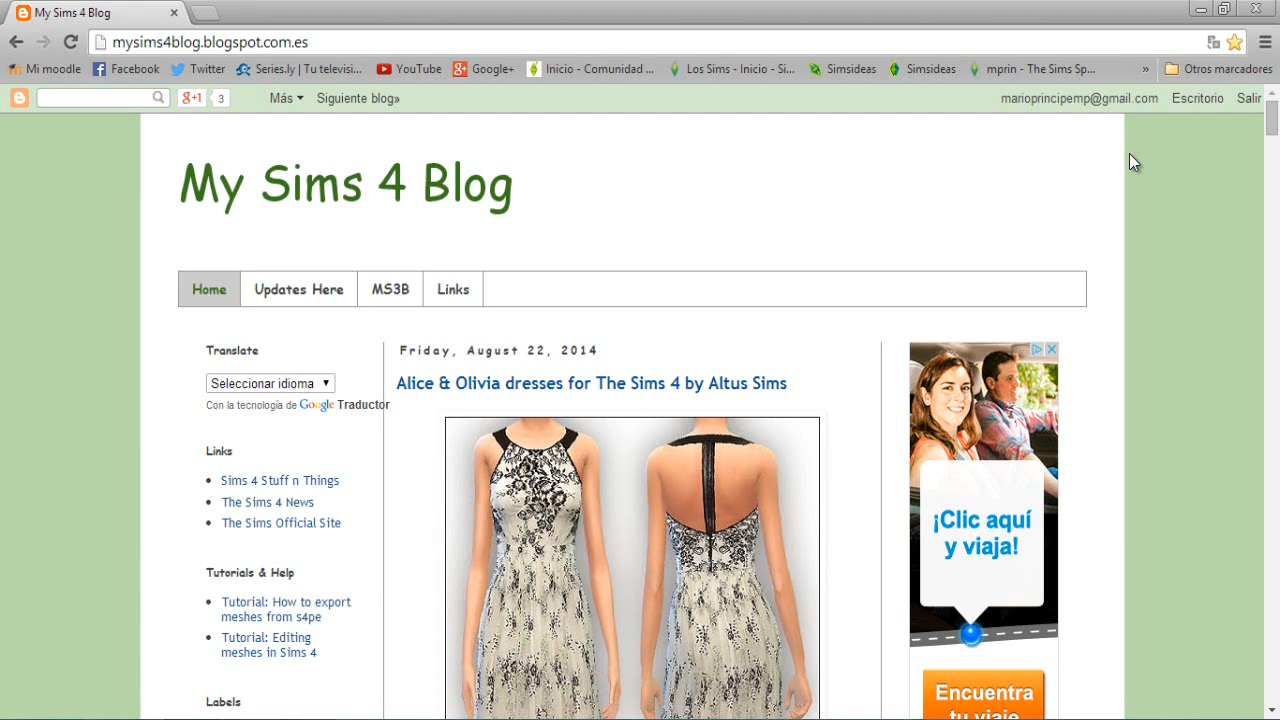 My Sims 4 Blog
mysims4blog.blogspot.com.es
Mi moodle Facebook Twitter Series.ly | Tu televisi... YouTube Google+ Inicio - Comunidad ... Los Sims - Inicio - Si... Simsideas Simsideas mprin - The Sims Sp... » Otros marcadores
g+1 3 Más Siguiente blog» marioprincipemp@gmail.com Escritorio Salir
My Sims 4 Blog
Home Updates Here MS3B Links
Translate
Seleccionar idioma
Con la tecnología de Google Traductor
Links
Sims 4 Stuff n Things
The Sims 4 News
The Sims Official Site
Tutorials & Help
Tutorial: How to export
meshes from s4pe
Tutorial: Editing
meshes in Sims 4
Labels
Friday, August 22, 2014
Alice & Olivia dresses for The Sims 4 by Altus Sims
¡Clic aquí
y viaja!
Encuentra
tu viaje